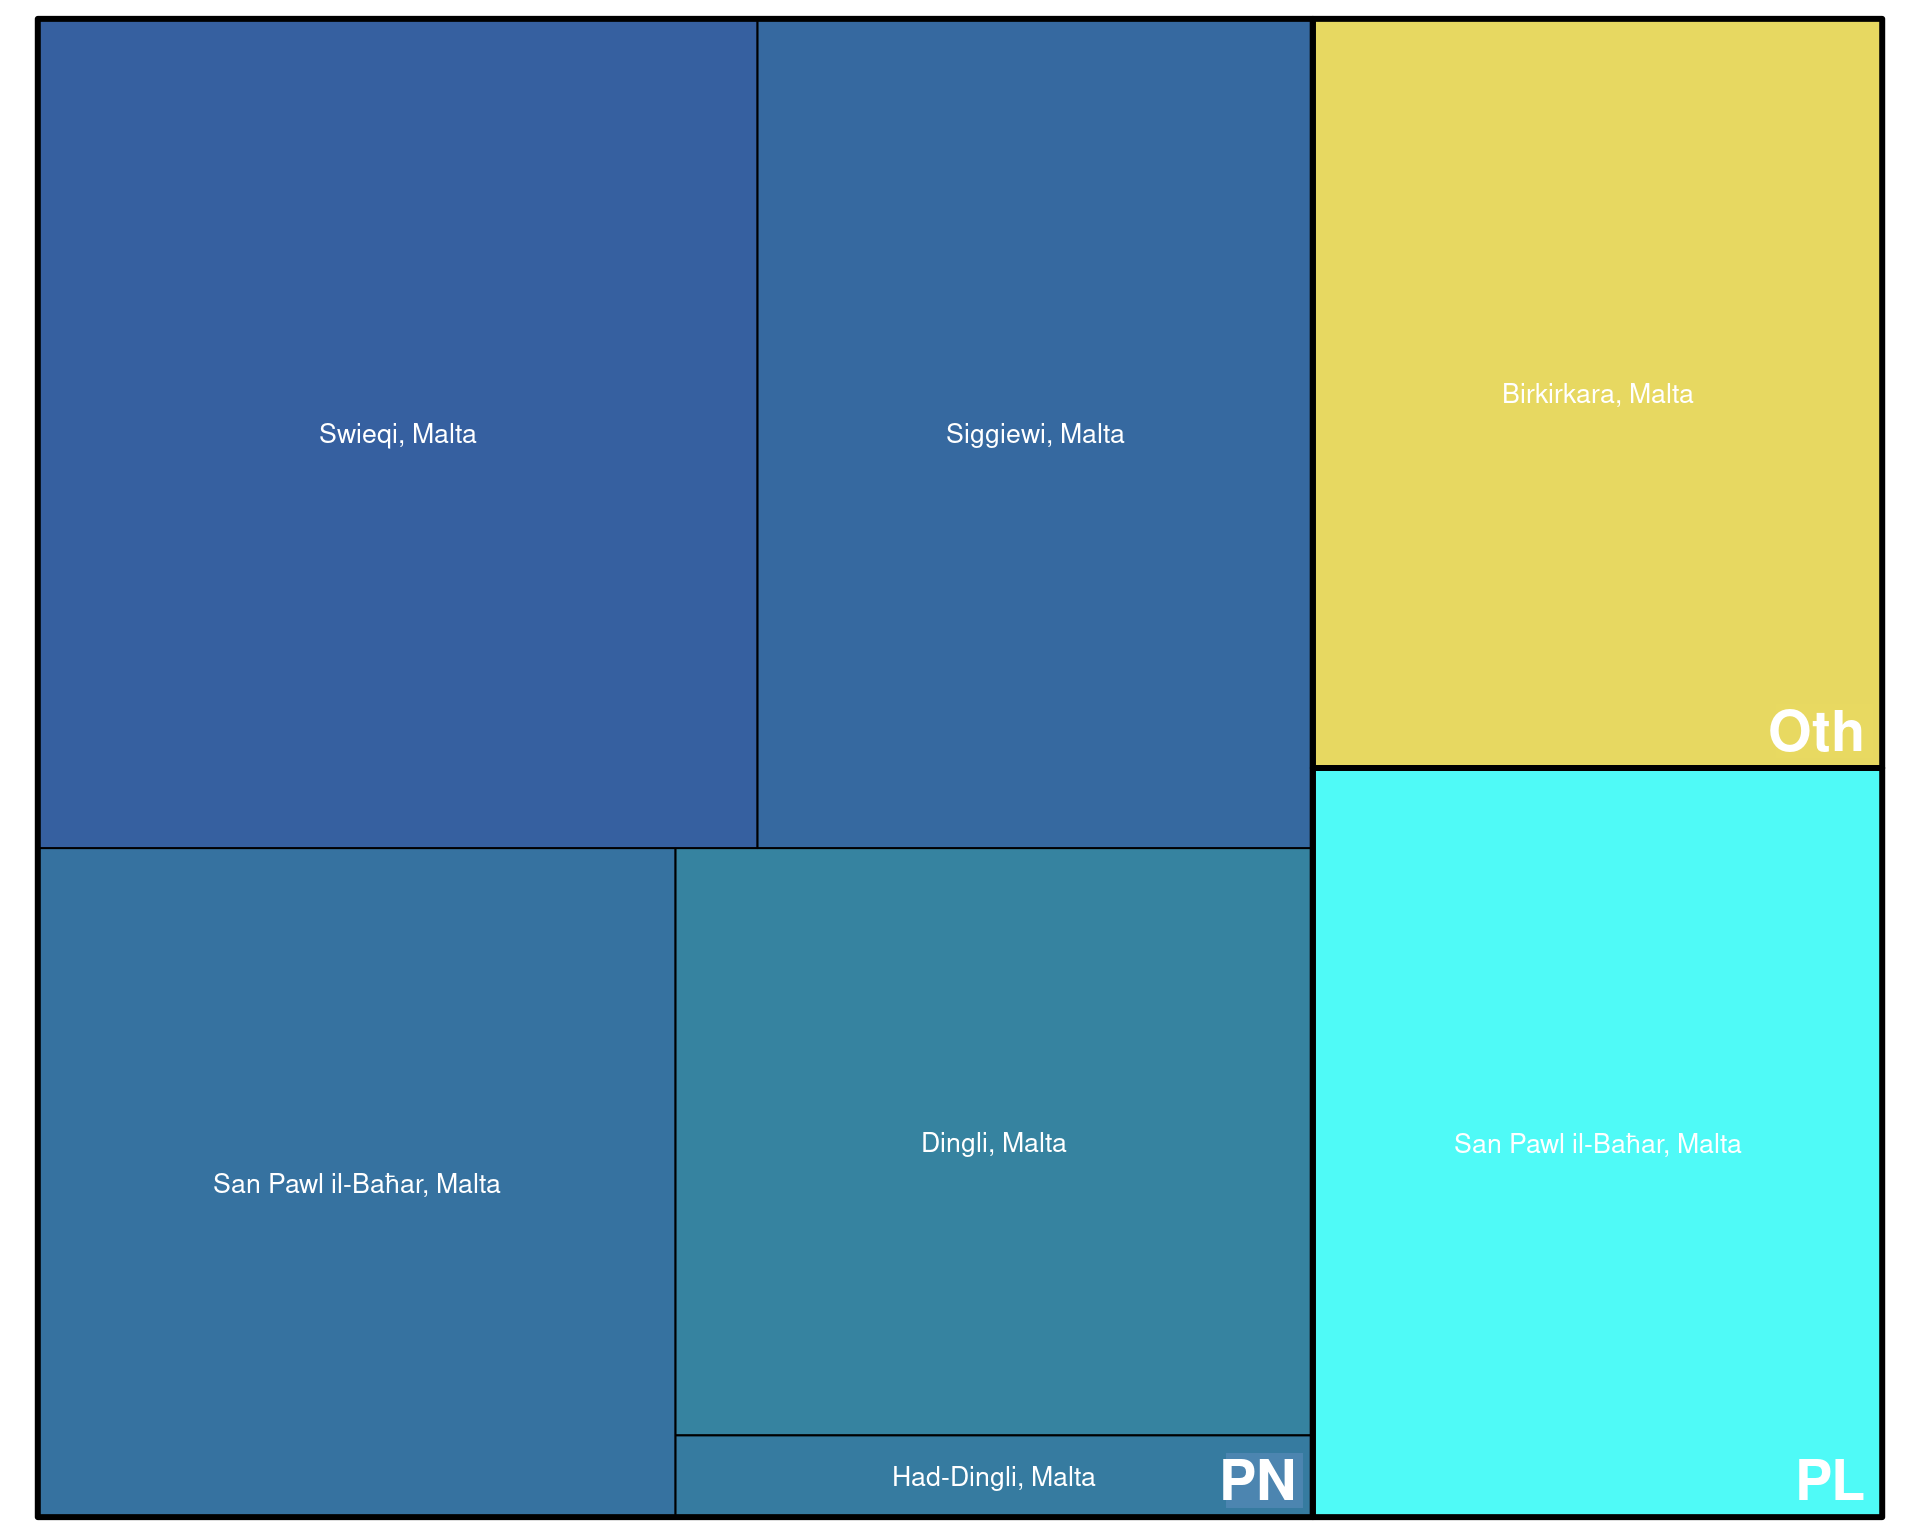 Swieqi, Malta
Siggiewi, Malta
Birkirkara, Malta
Oth
San Pawl il-Baħar, Malta
Dingli, Malta
Had-Dingli, Malta
PN
San Pawl il-Baħar, Malta
PL